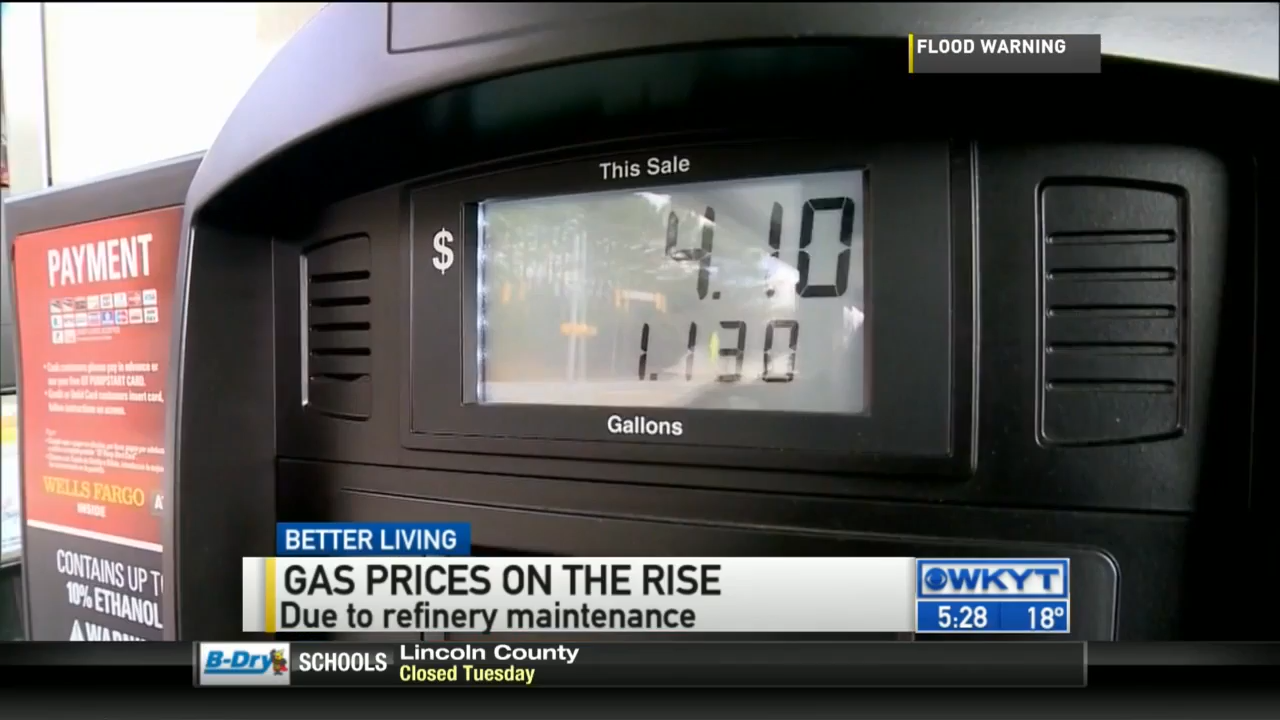 FLOOD WARNING
This Sale
$ 4.10
1.130
Gallons
PAYMENT
WELLS FARGO
INSIDE
CONTAINS UP T
10% ETHANOL
BETTER LIVING
GAS PRICES ON THE RISE
Due to refinery maintenance
WKYT
5:28 18°
B-Dry SCHOOLS Lincoln County
Closed Tuesday